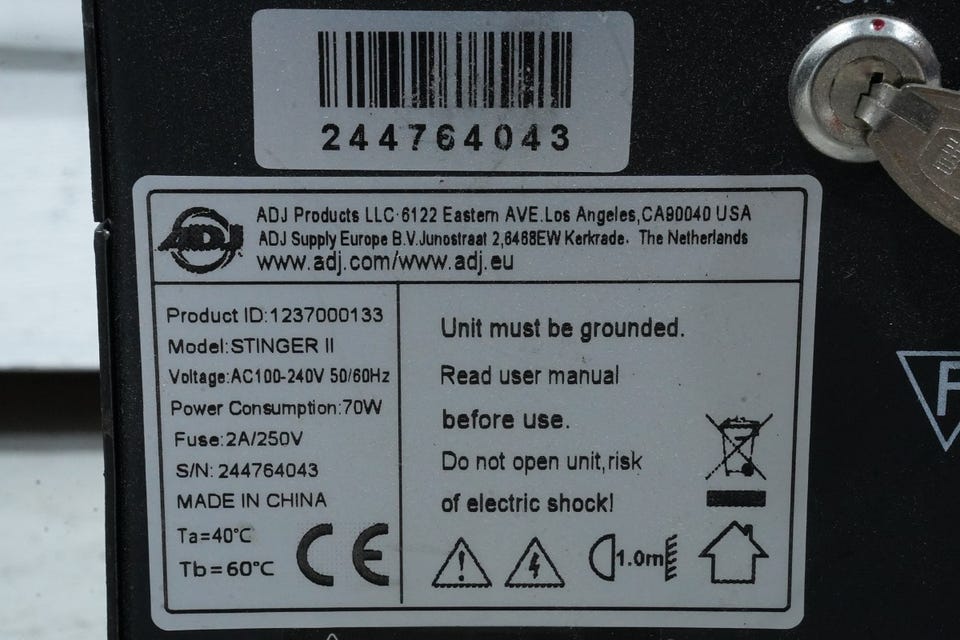 244764043
ADJ
ADJ Products LLC·6122 Eastern AVE.Los Angeles,CA90040 USA
ADJ Supply Europe B.V.Junostraat 2,6468EW Kerkrade. The Netherlands
www.adj.com/www.adj.eu
Product ID:1237000133
Model:STINGER II
Voltage:AC100-240V 50/60Hz
Power Consumption:70W
Fuse:2A/250V
S/N: 244764043
MADE IN CHINA
Ta=40°C
Tb=60°C
CE
Unit must be grounded.
Read user manual
before use.
Do not open unit,risk
of electric shock!
1.0m
F